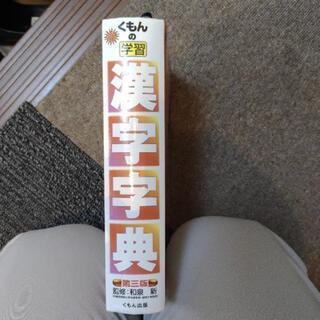 くもんの
学習
漢字字典
第三版
監修:和泉 新
くもん出版